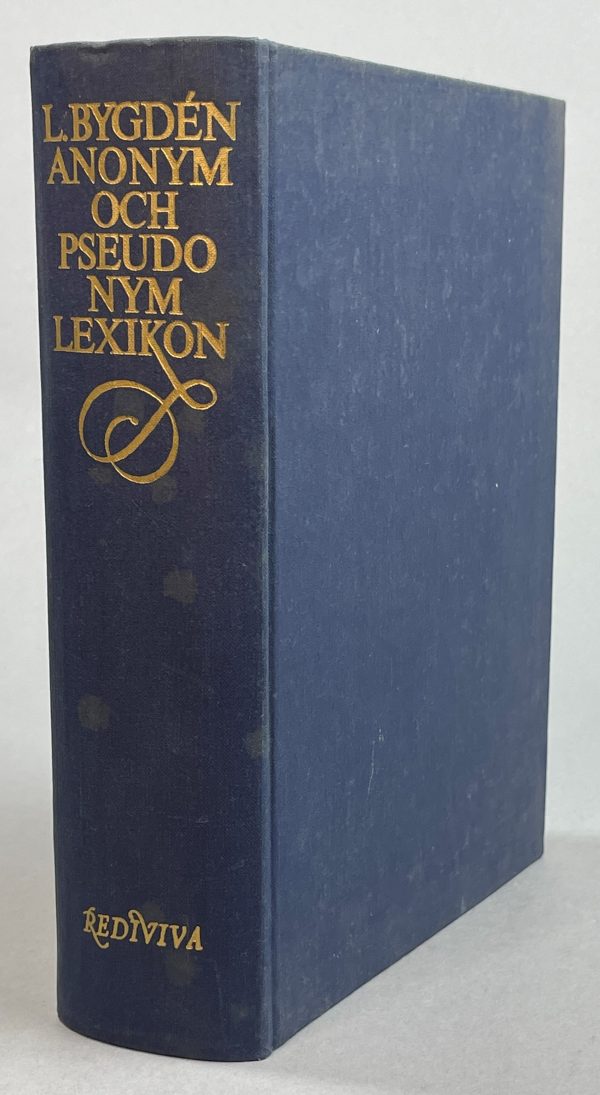 L.BYGDÉN
ANONYM
OCH
PSEUDO
NYM
LEXIKON
REDIVIVA